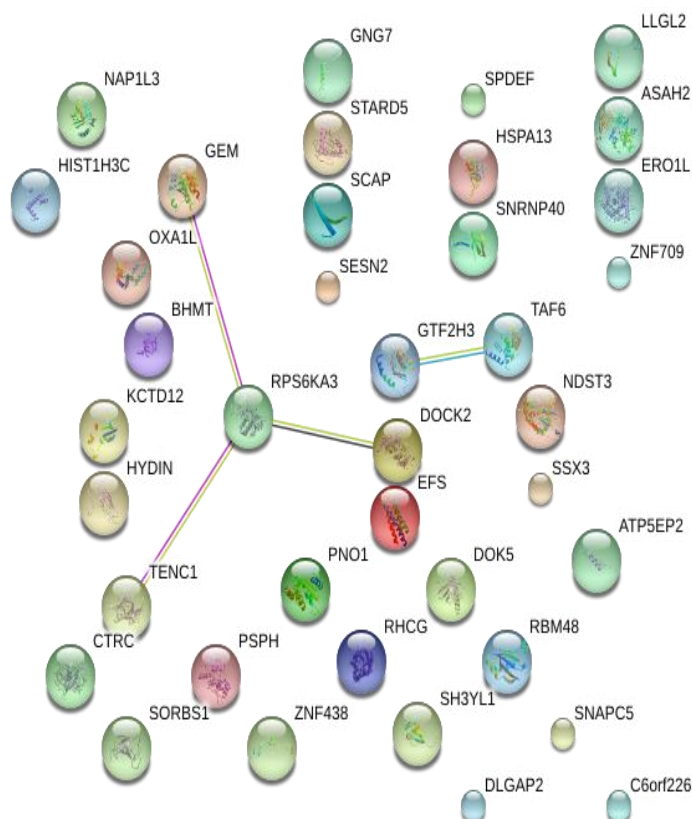 LLGL2
GNG7
NAP1L3
SPDEF
ASAH2
STARD5
HSPA13
GEM
HIST1H3C
ERO1L
SCAP
SNRNP40
OXA1L
ZNF709
SESN2
BHMT
TAF6
GTF2H3
RPS6KA3
NDST3
KCTD12
DOCK2
HYDIN
SSX3
EFS
ATP5EP2
PNO1
DOK5
TENC1
CTRC
PSPH
RHCG
RBM48
SH3YL1
SORBS1
ZNF438
SNAPC5
DLGAP2
C6orf226